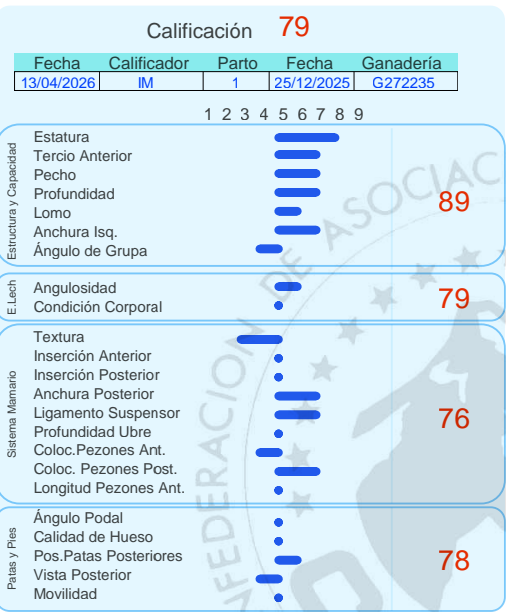 Calificación 79
Fecha Calificador Parto Fecha Ganadería
13/04/2026 IM 1 25/12/2025 G272235
1 2 3 4 5 6 7 8 9
Estructura y Capacidad
Estatura
Tercio Anterior
Pecho
Profundidad
Lomo
Anchura Isq.
Ángulo de Grupa
89
E.Lech
Angulosidad
Condición Corporal
79
Sistema Mamario
Textura
Inserción Anterior
Inserción Posterior
Anchura Posterior
Ligamento Suspensor
Profundidad Ubre
Coloc.Pezones Ant.
Coloc. Pezones Post.
Longitud Pezones Ant.
76
Patas y Pies
Ángulo Podal
Calidad de Hueso
Pos.Patas Posteriores
Vista Posterior
Movilidad
78
NFEDERACION DE ASOCIAC